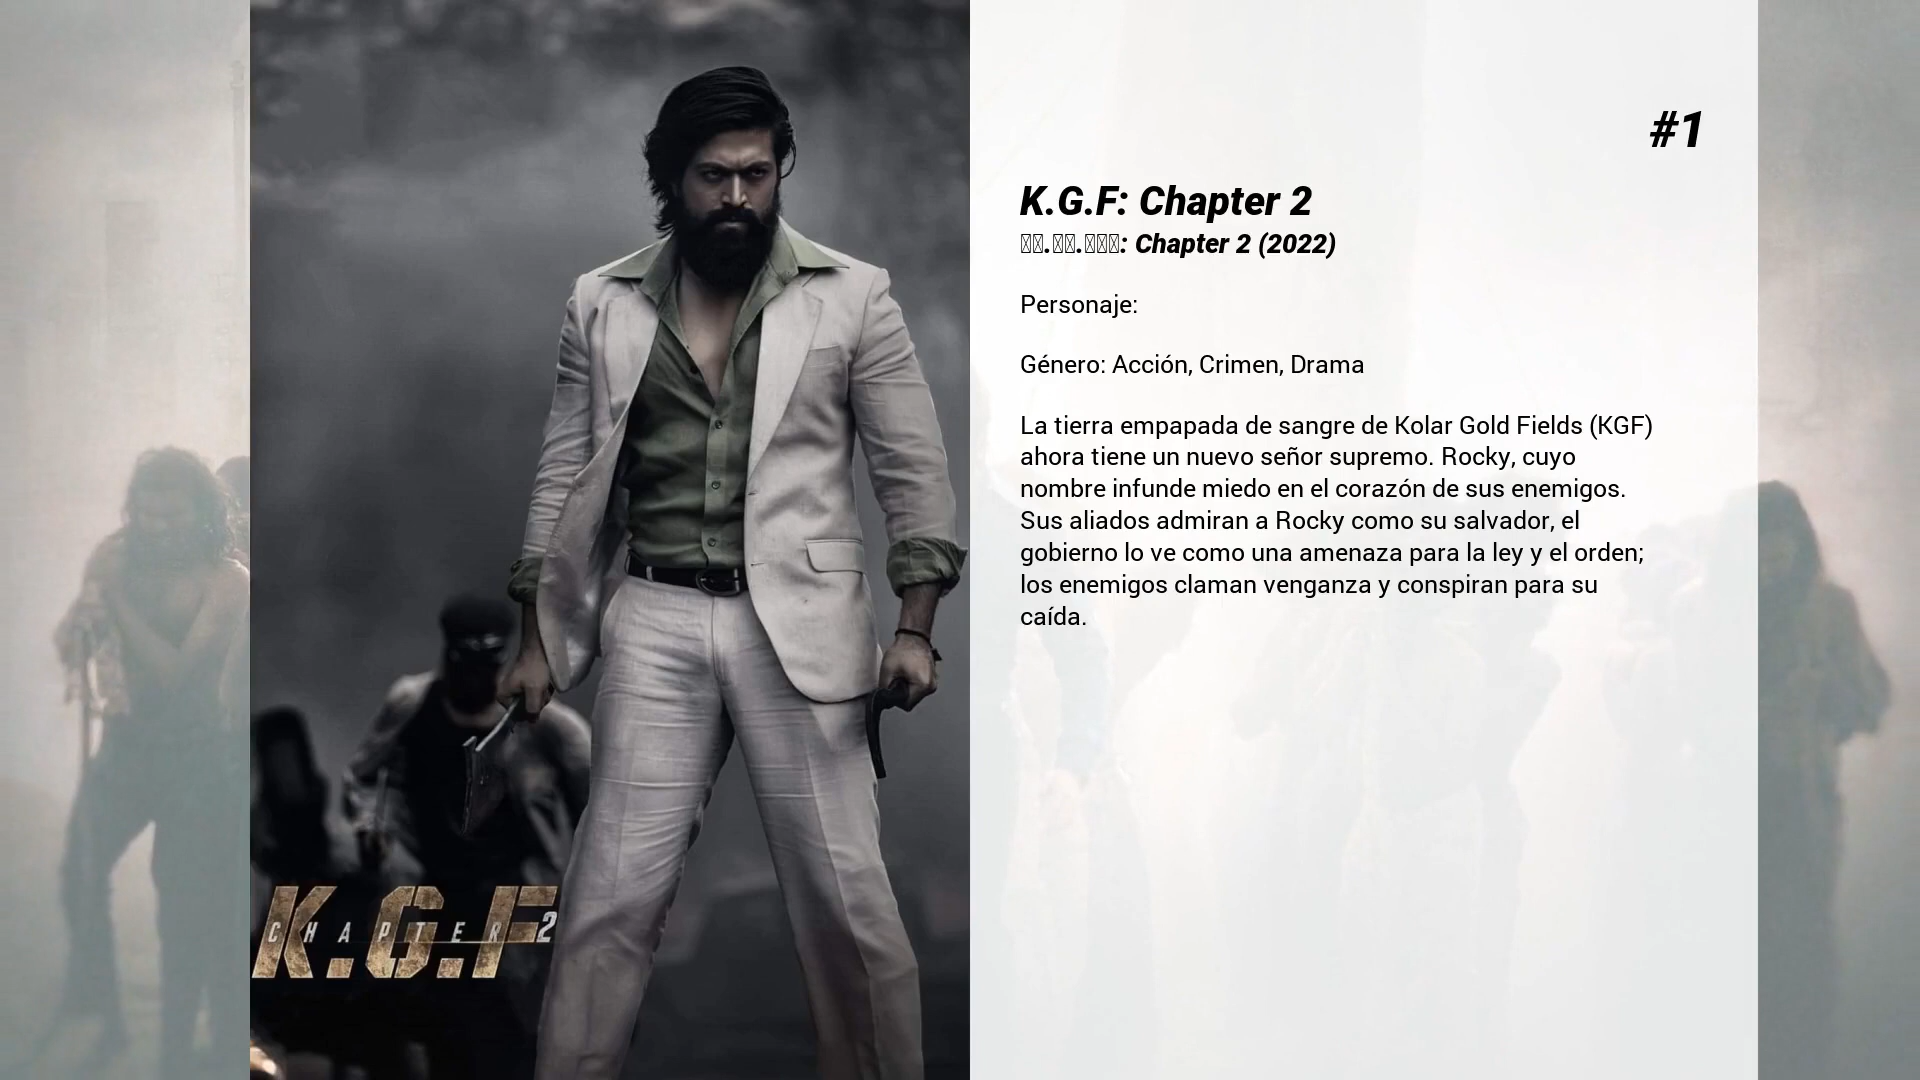 #1
K.G.F: Chapter 2
: Chapter 2 (2022)
Personaje:
Género: Acción, Crimen, Drama
La tierra empapada de sangre de Kolar Gold Fields (KGF)
ahora tiene un nuevo señor supremo. Rocky, cuyo
nombre infunde miedo en el corazón de sus enemigos.
Sus aliados admiran a Rocky como su salvador, el
gobierno lo ve como una amenaza para la ley y el orden;
los enemigos claman venganza y conspiran para su
caída.
K.G.F
CHAPTER 2